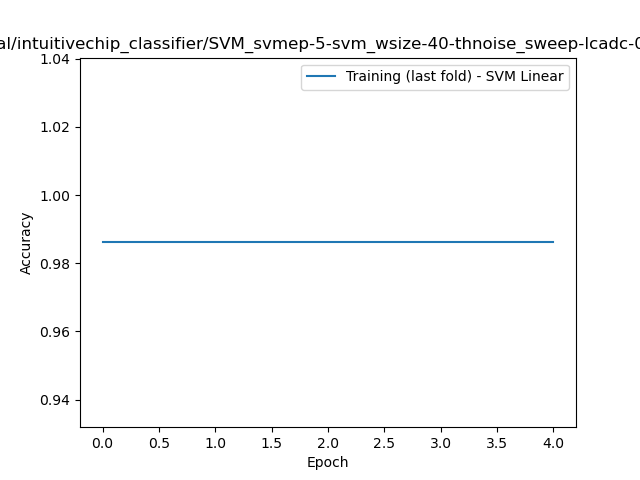 al/intuitivechip_classifier/SVM_svmep-5-svm_wsize-40-thnoise_sweep-lcadc-0
1.04
1.02
1.00
0.98
0.96
0.94
Accuracy
Training (last fold) - SVM Linear
0.0 0.5 1.0 1.5 2.0 2.5 3.0 3.5 4.0
Epoch